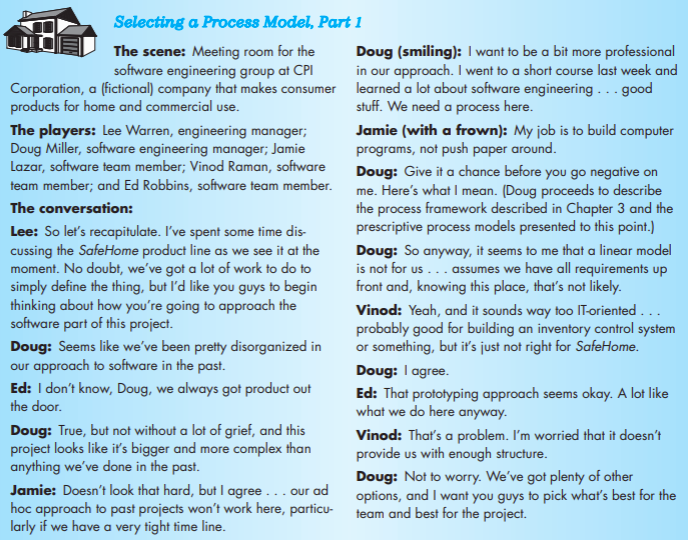 Selecting a Process Model, Part 1
The scene: Meeting room for the
software engineering group at CPI
Corporation, a (fictional) company that makes consumer
products for home and commercial use.
The players: Lee Warren, engineering manager;
Doug Miller, software engineering manager; Jamie
Lazar, software team member; Vinod Raman, software
team member; and Ed Robbins, software team member.
The conversation:
Lee: So let's recapitulate. I've spent some time dis-
cussing the SafeHome product line as we see it at the
moment. No doubt, we've got a lot of work to do to
simply define the thing, but I'd like you guys to begin
thinking about how you're going to approach the
software part of this project.
Doug: Seems like we've been pretty disorganized in
our approach to software in the past.
Ed: I don't know, Doug, we always got product out
the door.
Doug: True, but not without a lot of grief, and this
project looks like it's bigger and more complex than
anything we've done in the past.
Jamie: Doesn't look that hard, but I agree . . . our ad
hoc approach to past projects won't work here, particu-
larly if we have a very tight time line.
Doug (smiling): I want to be a bit more professional
in our approach. I went to a short course last week and
learned a lot about software engineering . . . good
stuff. We need a process here.
Jamie (with a frown): My job is to build computer
programs, not push paper around.
Doug: Give it a chance before you go negative on
me. Here's what I mean. (Doug proceeds to describe
the process framework described in Chapter 3 and the
prescriptive process models presented to this point.)
Doug: So anyway, it seems to me that a linear model
is not for us . . . assumes we have all requirements up
front and, knowing this place, that's not likely.
Vinod: Yeah, and it sounds way too IT-oriented . . .
probably good for building an inventory control system
or something, but it's just not right for SafeHome.
Doug: I agree.
Ed: That prototyping approach seems okay. A lot like
what we do here anyway.
Vinod: That's a problem. I'm worried that it doesn't
provide us with enough structure.
Doug: Not to worry. We've got plenty of other
options, and I want you guys to pick what's best for the
team and best for the project.